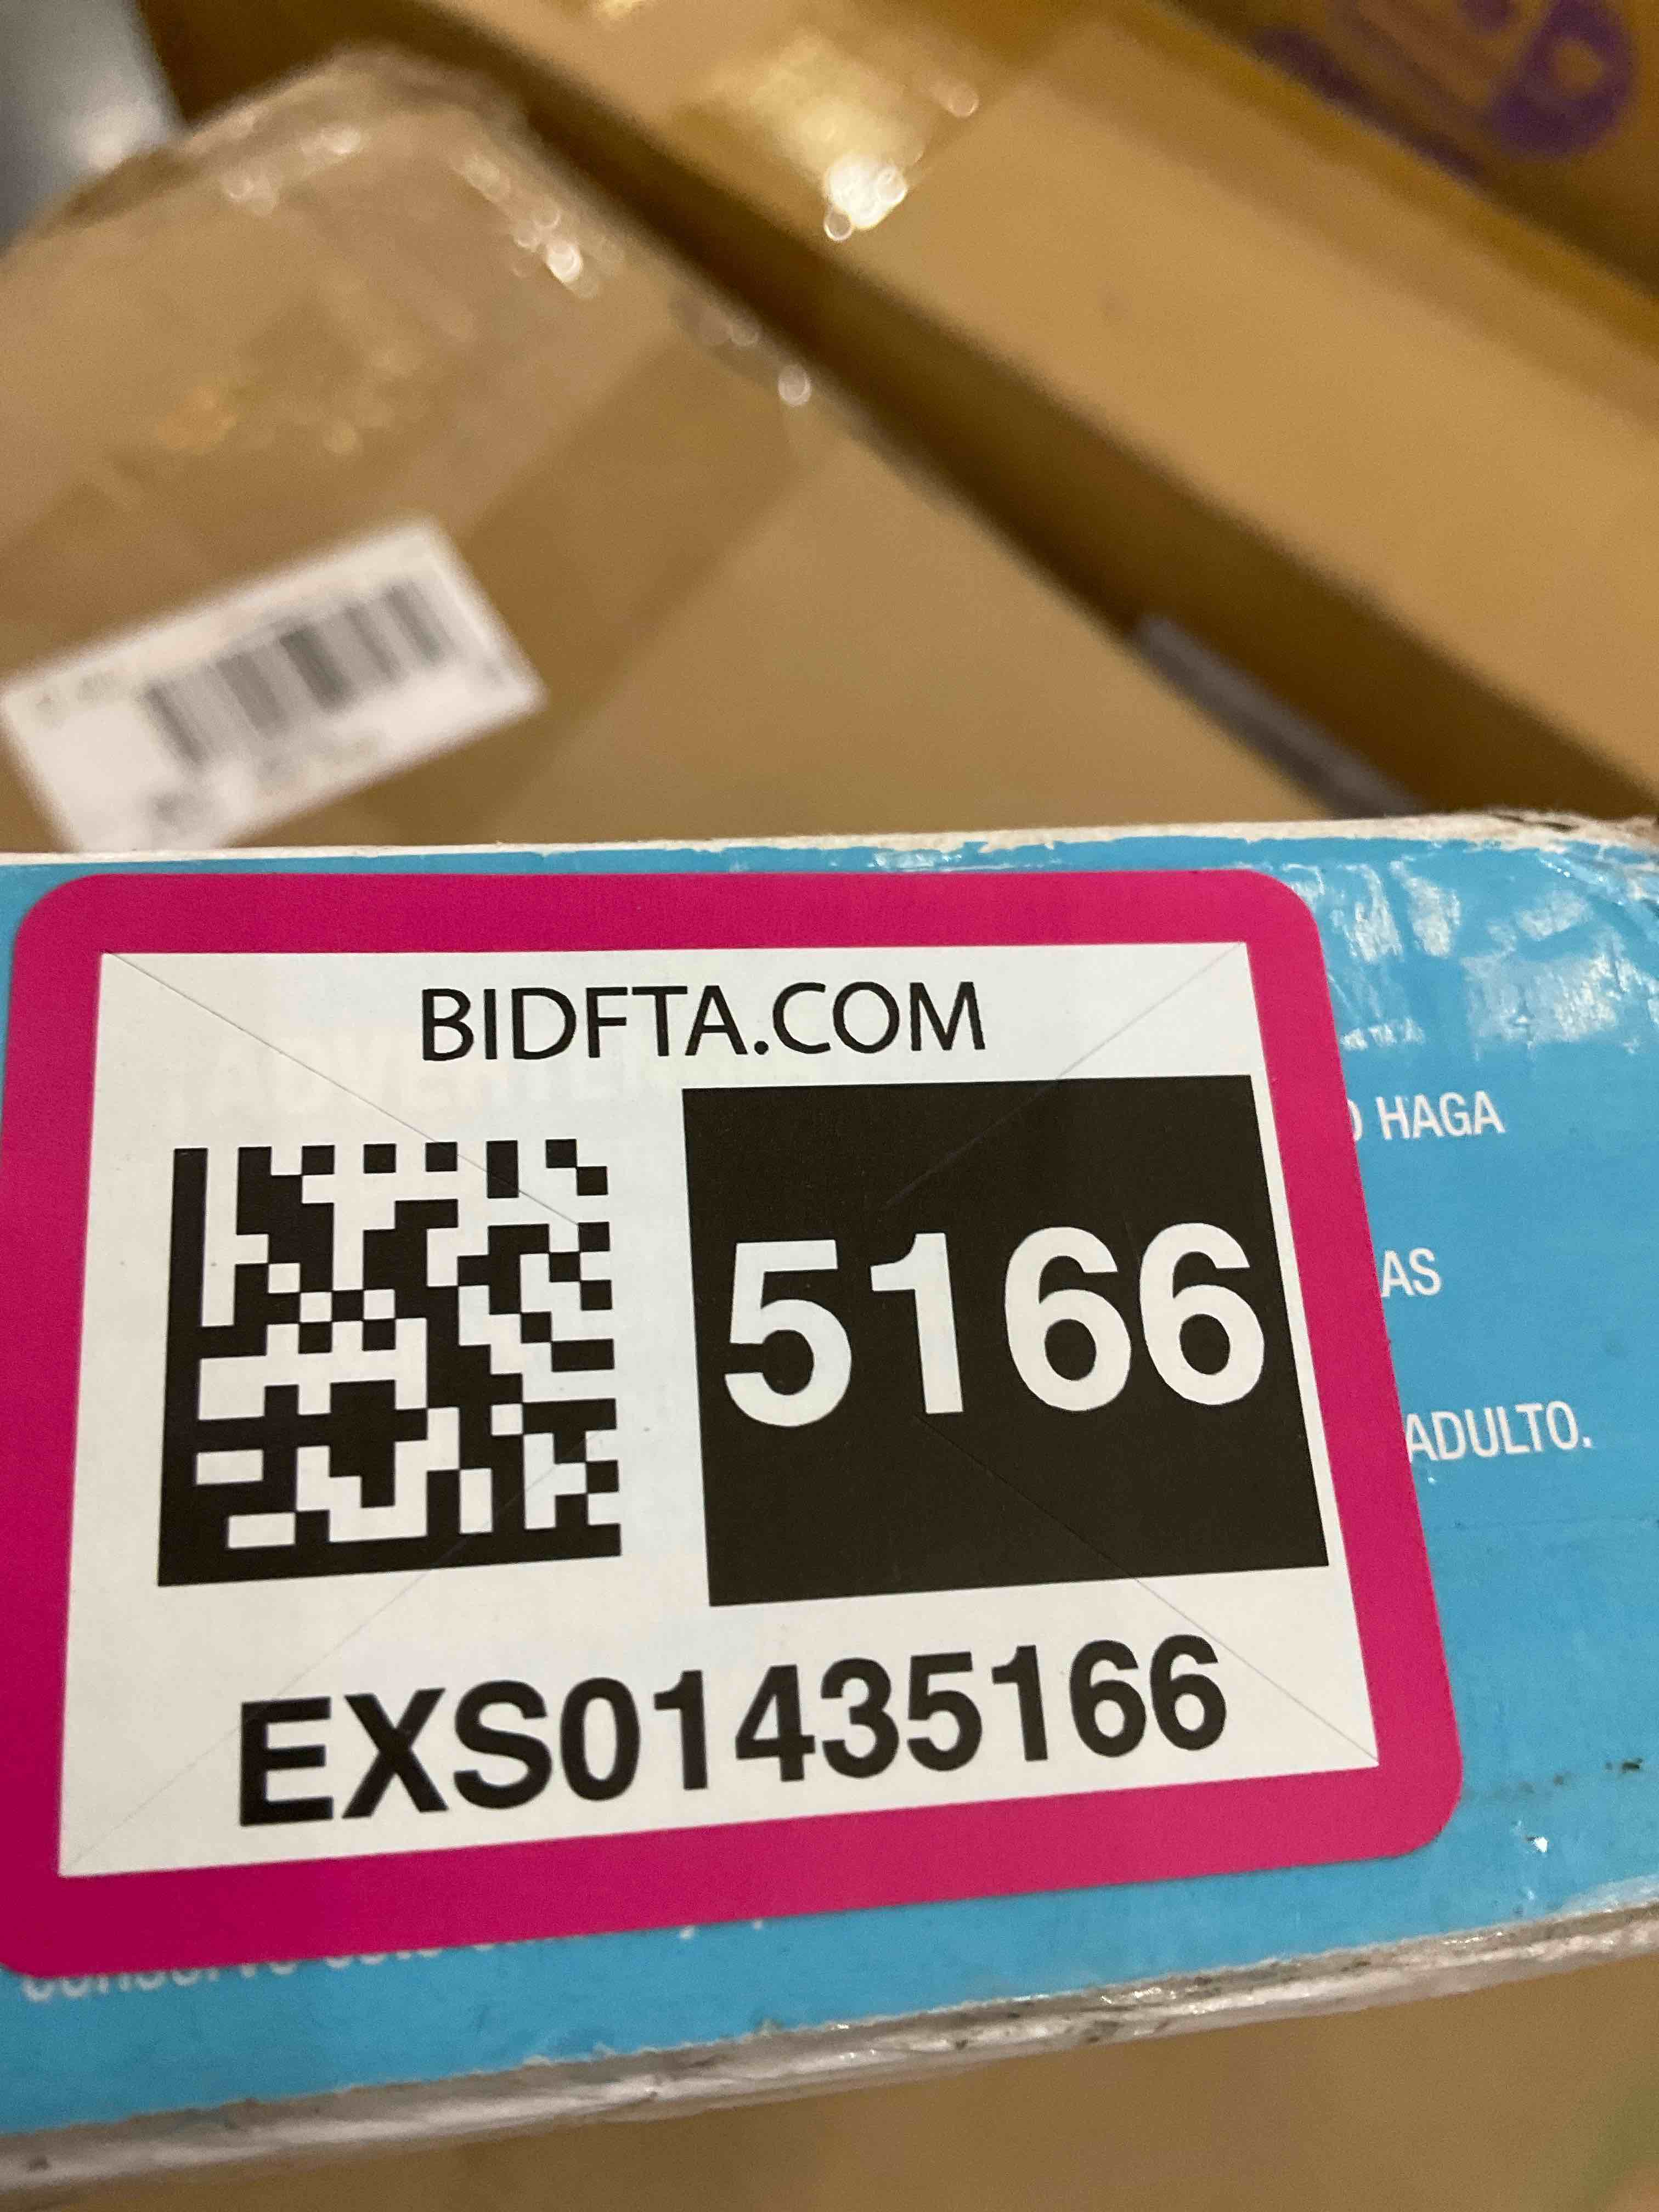 BIDFTA.COM
HAGA
5166
AS
ADULTO.
EXS01435166